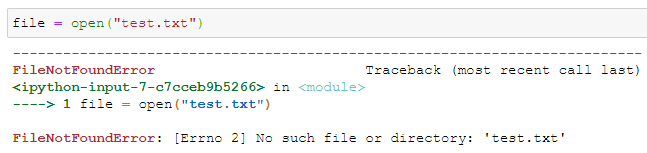 file = open("test.txt")
---------------------------------------------------------------------------
FileNotFoundError                         Traceback (most recent call last)
<ipython-input-7-c7cceb9b5266> in <module>
----> 1 file = open("test.txt")

FileNotFoundError: [Errno 2] No such file or directory: 'test.txt'